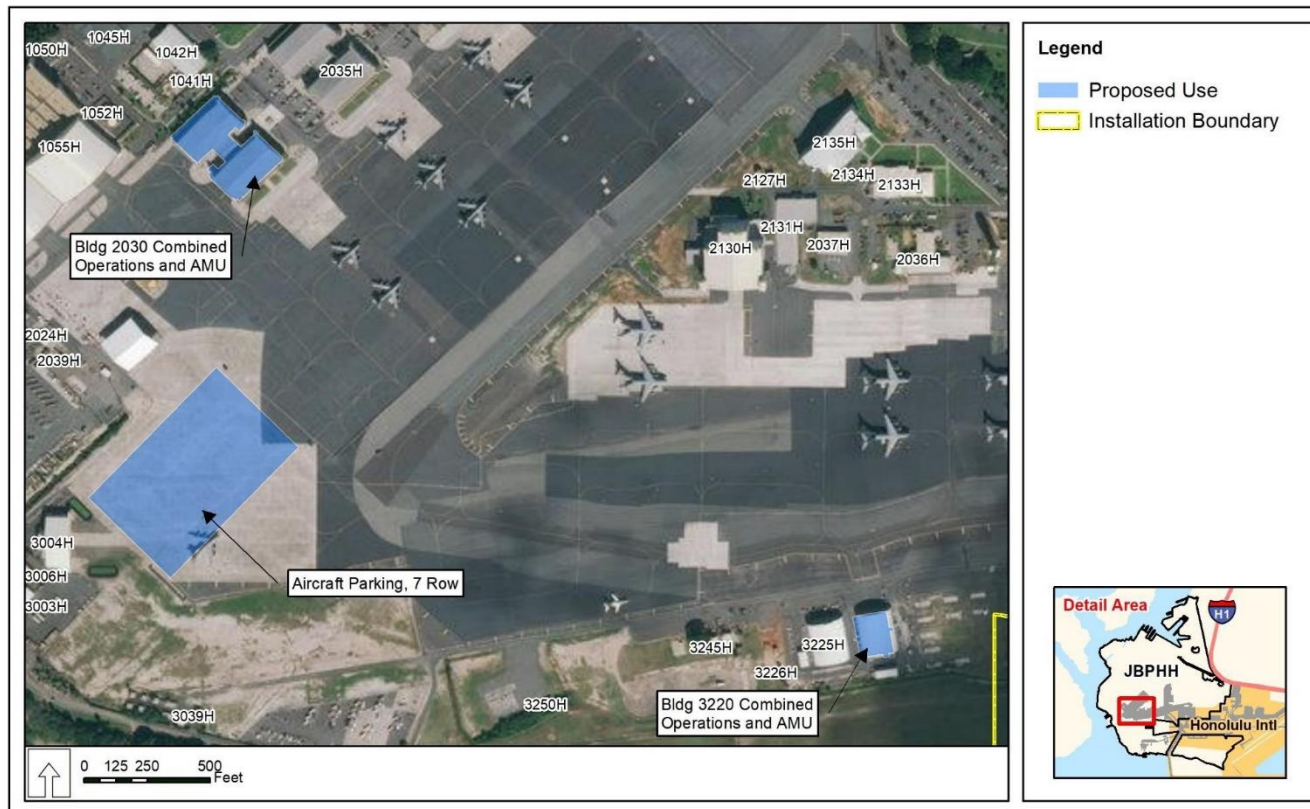 1050H
1045H
1042H
1041H
2035H
1052H
1055H
Bldg 2030 Combined
Operations and AMU
2135H
2134H
2133H
2127H
2131H
2037H
2130H
2036H
2024H
2039H
3004H
3006H
3003H
Aircraft Parking, 7 Row
3245H
3226H
3225H
Bldg 3220 Combined
Operations and AMU
3039H
3250H
0 125 250 500
Feet
Legend
Proposed Use
Installation Boundary
Detail Area
H1
JBPHH
Honolulu Intl